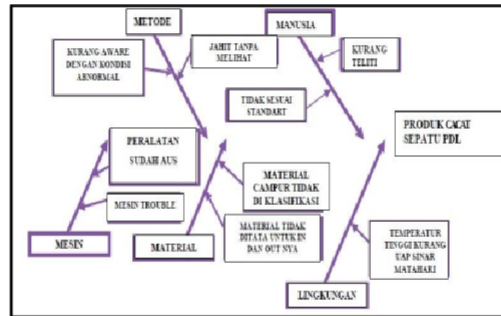 METODE
MANUSIA
KURANG AWARE
DENGAN KONDISI
ABNORMAL
JAHIT TANPA
MELIHAT
KURANG
TELITI
TIDAK SESUAI
STANDART
PRODUK CACAT
SEPATU PDL
PERALATAN
SUDAH AUS
MATERIAL
CAMPUR TIDAK
DI KLASIFIKASI
MESIN TROUBLE
MATERIAL TIDAK
DITATA UNTUK IN
DAN OUT NYA
TEMPERATUR
TINGGI KURANG
UAP SINAR
MATAHARI
MESIN
MATERIAL
LINGKUNGAN